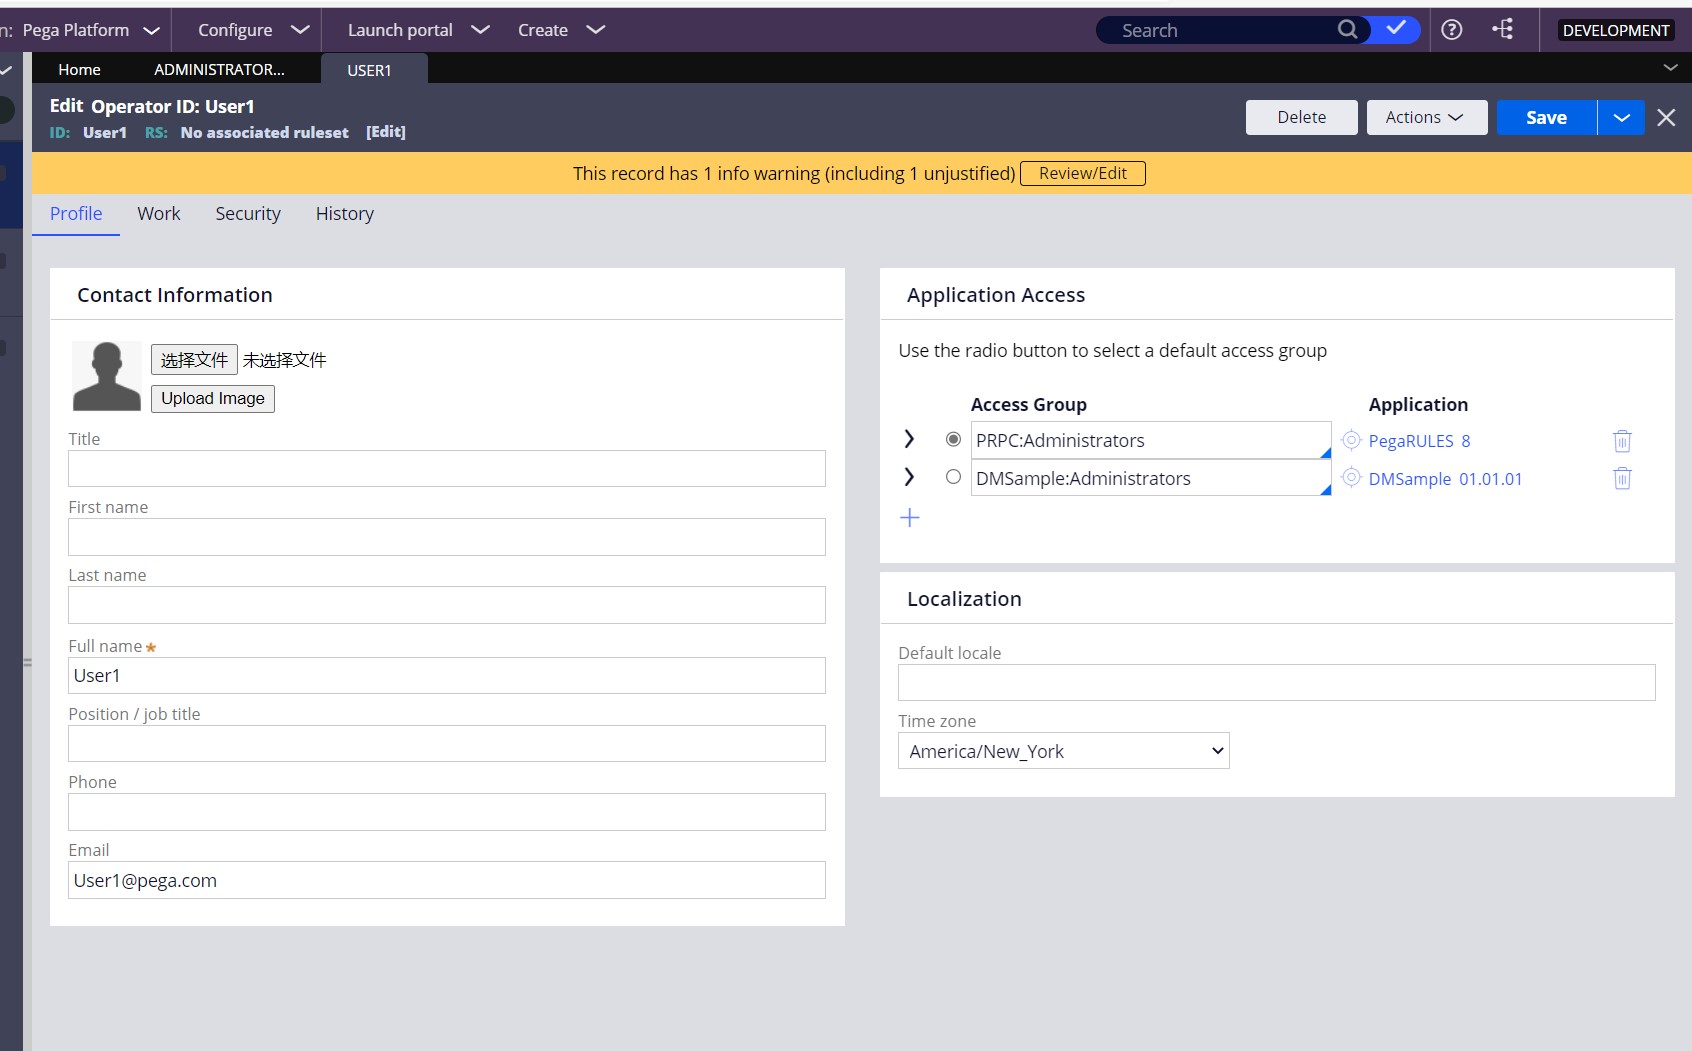 n: Pega Platform Configure Launch portal Create Search DEVELOPMENT
Home ADMINISTRATOR... USER1
Edit Operator ID: User1
ID: User1 RS: No associated ruleset [Edit]
Delete Actions Save
This record has 1 info warning (including 1 unjustified) Review/Edit
Profile Work Security History
Contact Information
选择文件 未选择文件
Upload Image
Title
First name
Last name
Full name *
User1
Position / job title
Phone
Email
User1@pega.com
Application Access
Use the radio button to select a default access group
Access Group Application
PRPC:Administrators PegaRULES 8
DMSample:Administrators DMSample 01.01.01
Localization
Default locale
Time zone
America/New_York